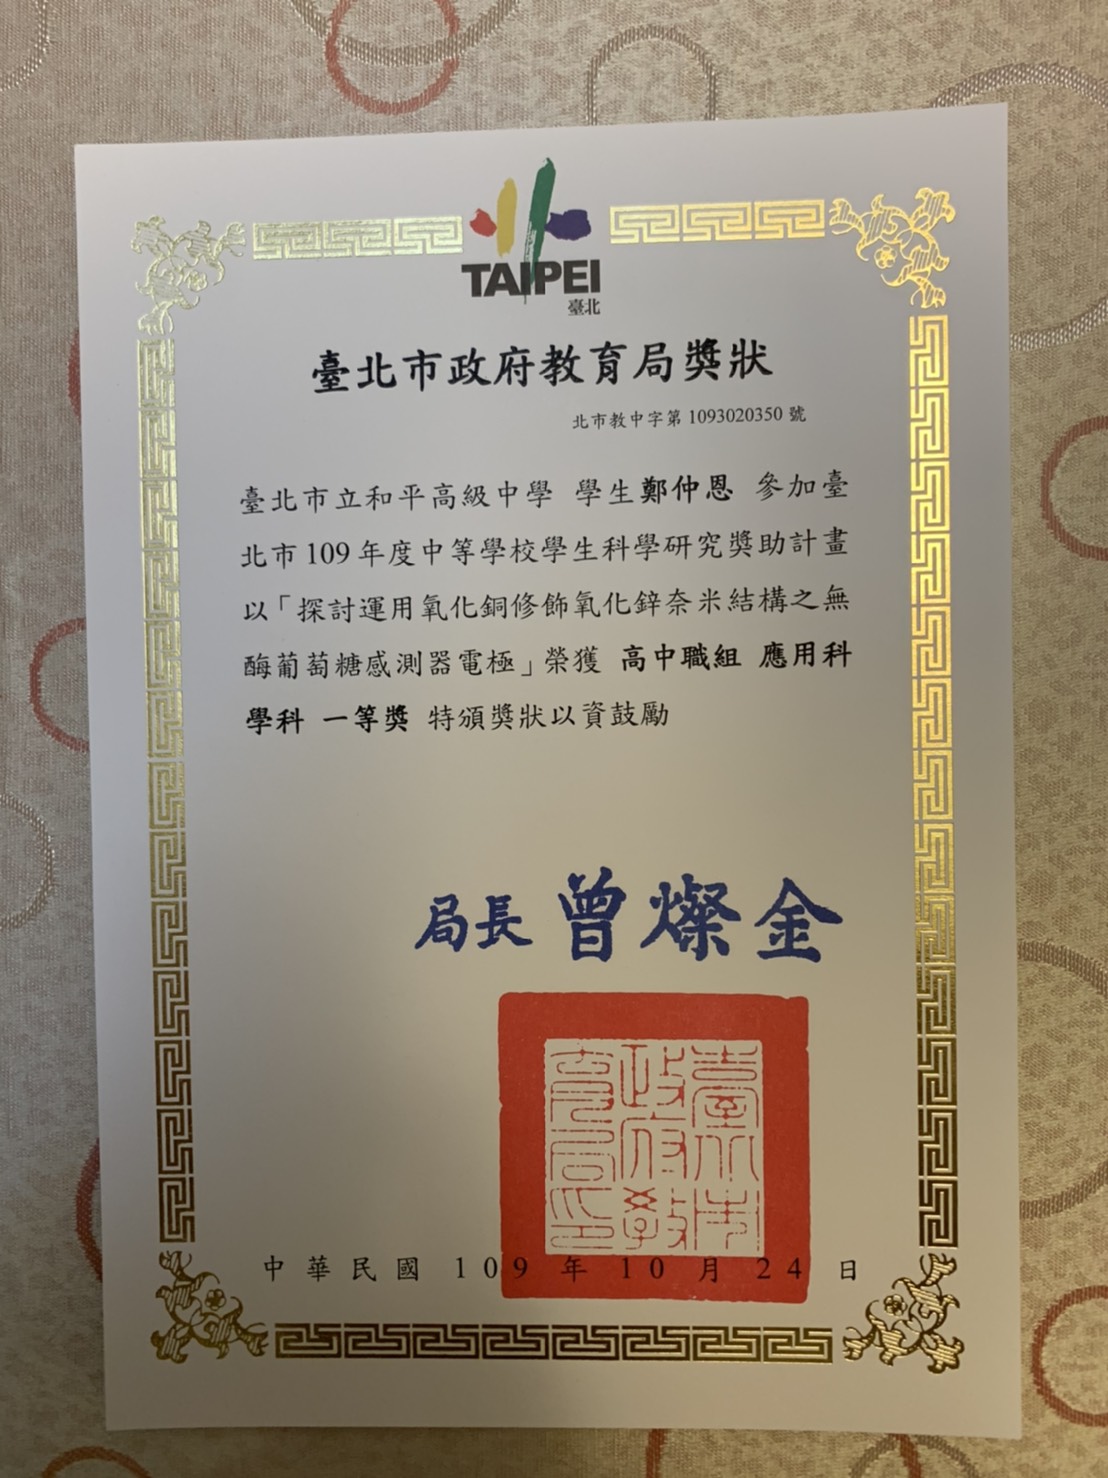 TAIPEI
臺北
臺北市政府教育局獎狀
北市教中字第 1093020350 號
臺北市立和平高級中學 學生鄭仲恩 參加臺
北市 109 年度中等學校學生科學研究獎助計畫
以「探討運用氧化銅修飾氧化鋅奈米結構之無
酶葡萄糖感測器電極」榮獲 高中職組 應用科
學科 一等獎 特頒獎狀以資鼓勵
局長 曾燦金
臺北市
政府教
育局印
中華民國 109 年 10 月 24 日